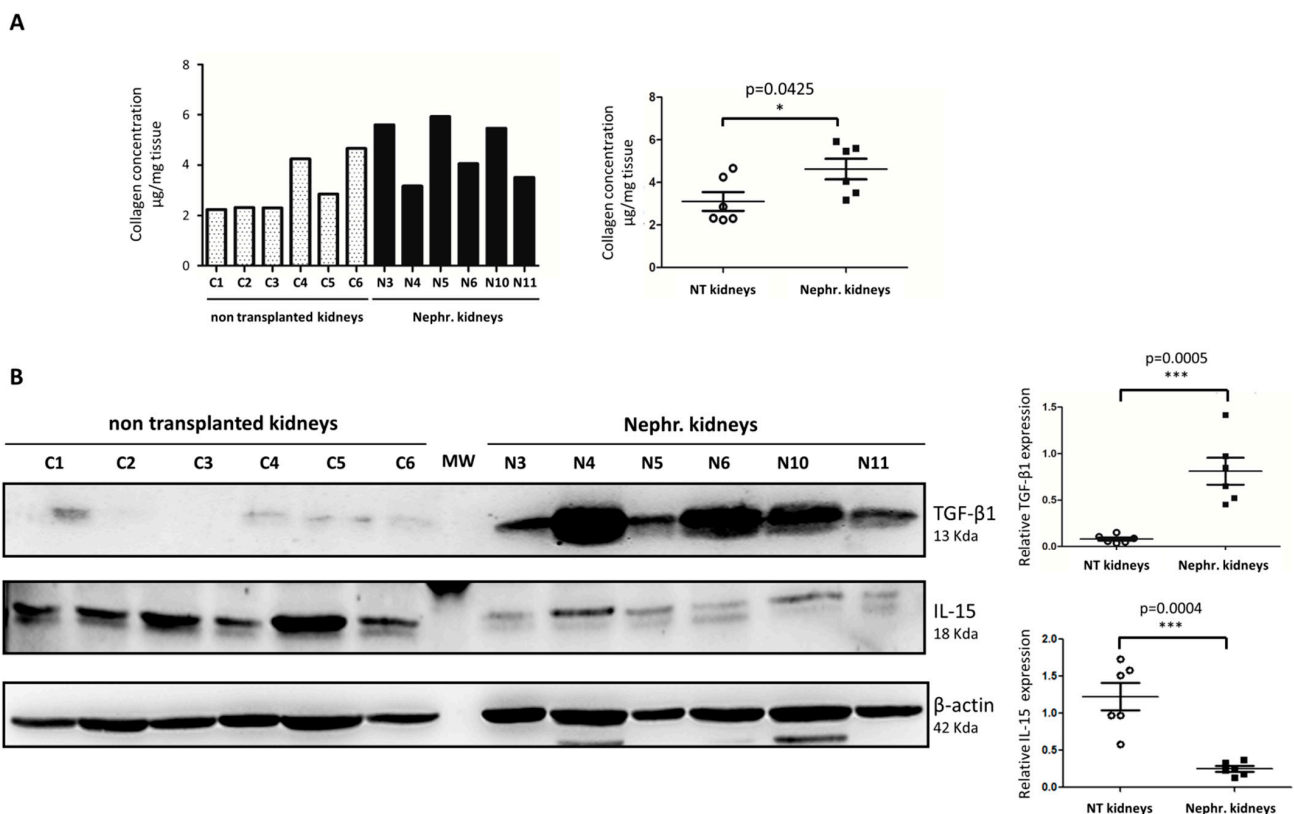 A
Collagen concentration
µg/mg tissue
8
6
4
2
0
C1 C2 C3 C4 C5 C6 N3 N4 N5 N6 N10 N11
non transplanted kidneys Nephr. kidneys
p=0.0425
*
Collagen concentration
µg/mg tissue
8
6
4
2
0
NT kidneys Nephr. kidneys
B
non transplanted kidneys Nephr. kidneys
C1 C2 C3 C4 C5 C6 MW N3 N4 N5 N6 N10 N11
TGF-β1
13 Kda
IL-15
18 Kda
β-actin
42 Kda
p=0.0005
***
Relative TGF-β1 expression
1.5
1.0
0.5
0.0
NT kidneys Nephr. kidneys
p=0.0004
***
Relative IL-15 expression
2.0
1.5
1.0
0.5
0.0
NT kidneys Nephr. kidneys